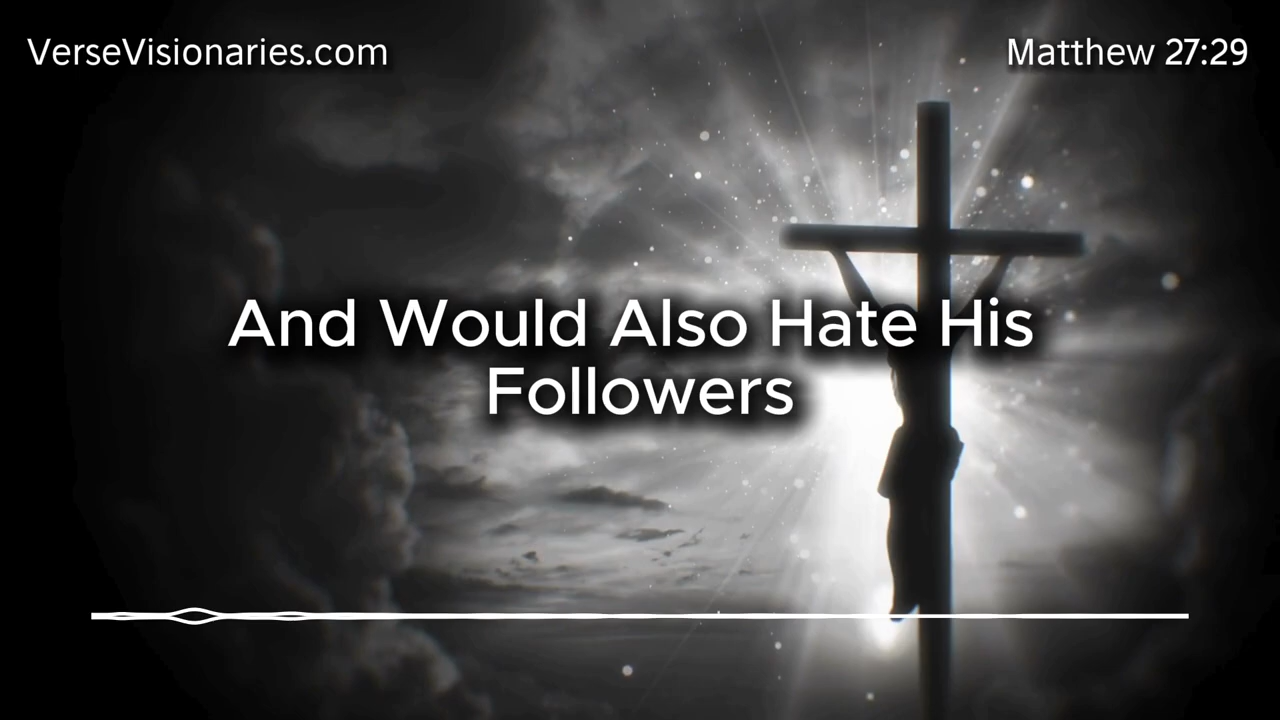 VerseVisionaries.com
Matthew 27:29
And Would Also Hate His
Followers